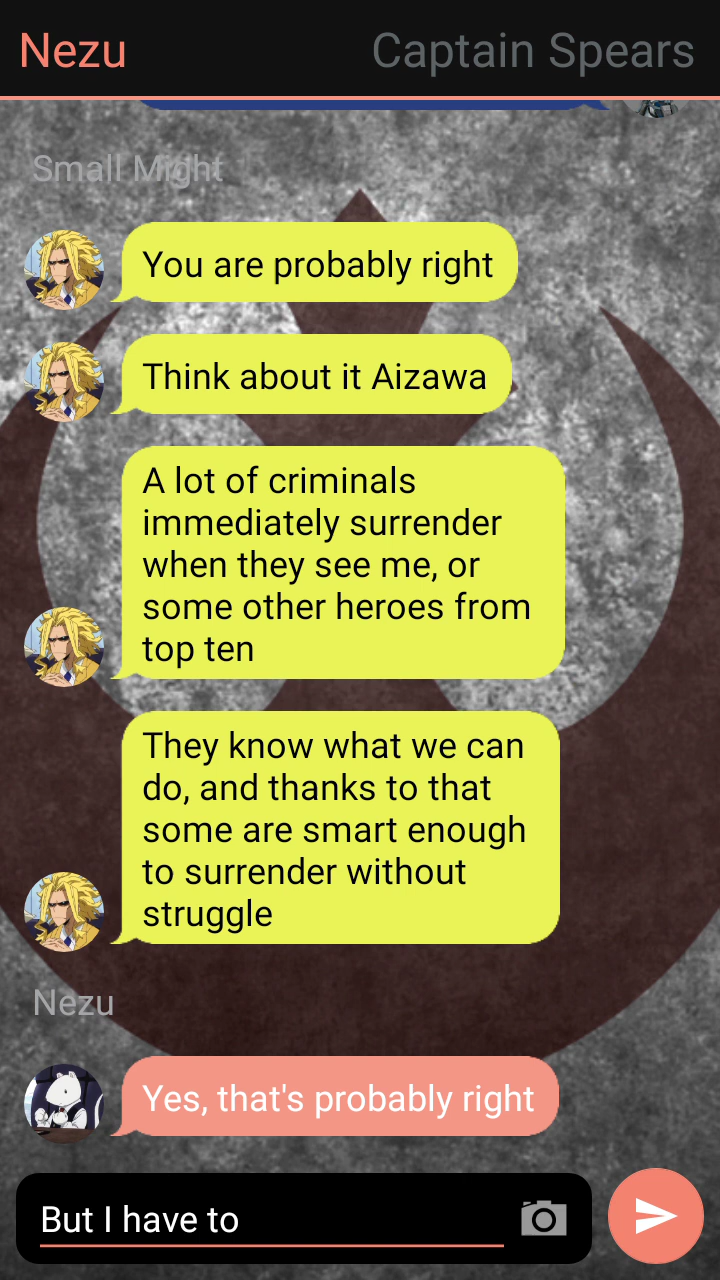 Nezu
Captain Spears
Small Might
You are probably right
Think about it Aizawa
A lot of criminals
immediately surrender
when they see me, or
some other heroes from
top ten
They know what we can
do, and thanks to that
some are smart enough
to surrender without
struggle
Nezu
Yes, that's probably right
But I have to